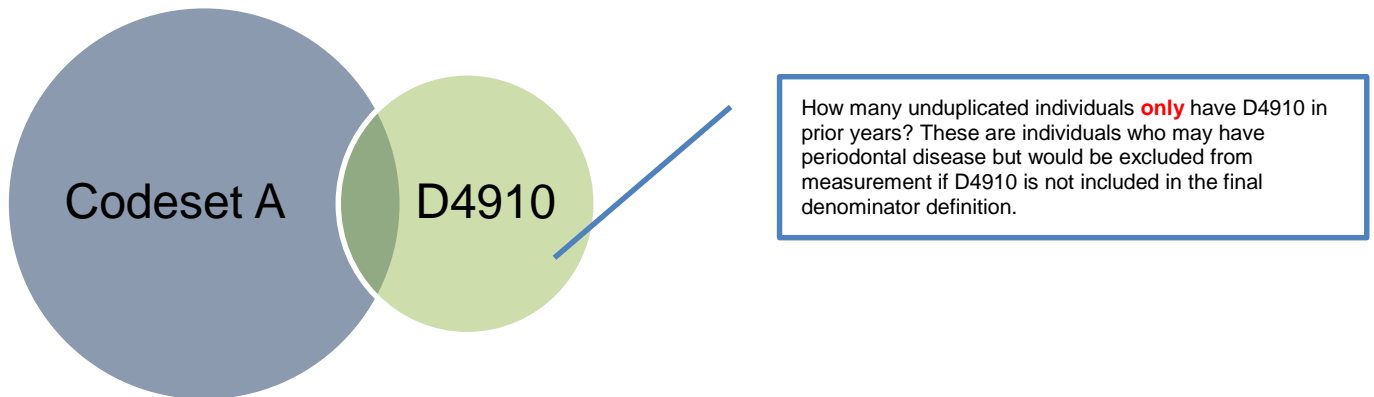 Codeset A
D4910
How many unduplicated individuals only have D4910 in
prior years? These are individuals who may have
periodontal disease but would be excluded from
measurement if D4910 is not included in the final
denominator definition.